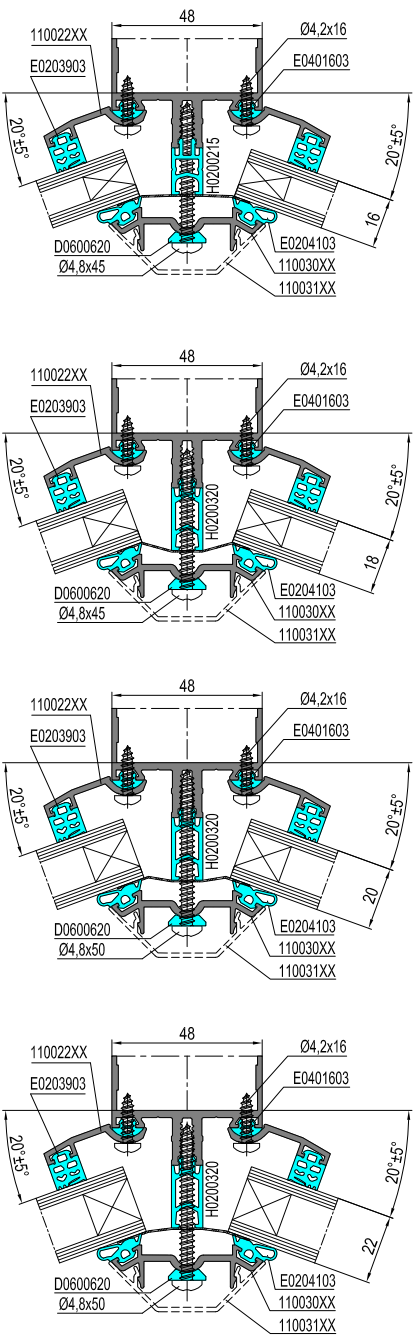 48
110022XX
Ø4,2x16
E0203903
E0401603
20°±5°
H0200215
20°±5°
16
D0600620
E0204103
Ø4,8x45
110030XX
110031XX
48
110022XX
Ø4,2x16
E0203903
E0401603
20°±5°
H0200320
20°±5°
18
D0600620
E0204103
Ø4,8x45
110030XX
110031XX
48
110022XX
Ø4,2x16
E0203903
E0401603
20°±5°
H0200320
20°±5°
20
D0600620
E0204103
Ø4,8x50
110030XX
110031XX
48
110022XX
Ø4,2x16
E0203903
E0401603
20°±5°
H0200320
20°±5°
22
D0600620
E0204103
Ø4,8x50
110030XX
110031XX